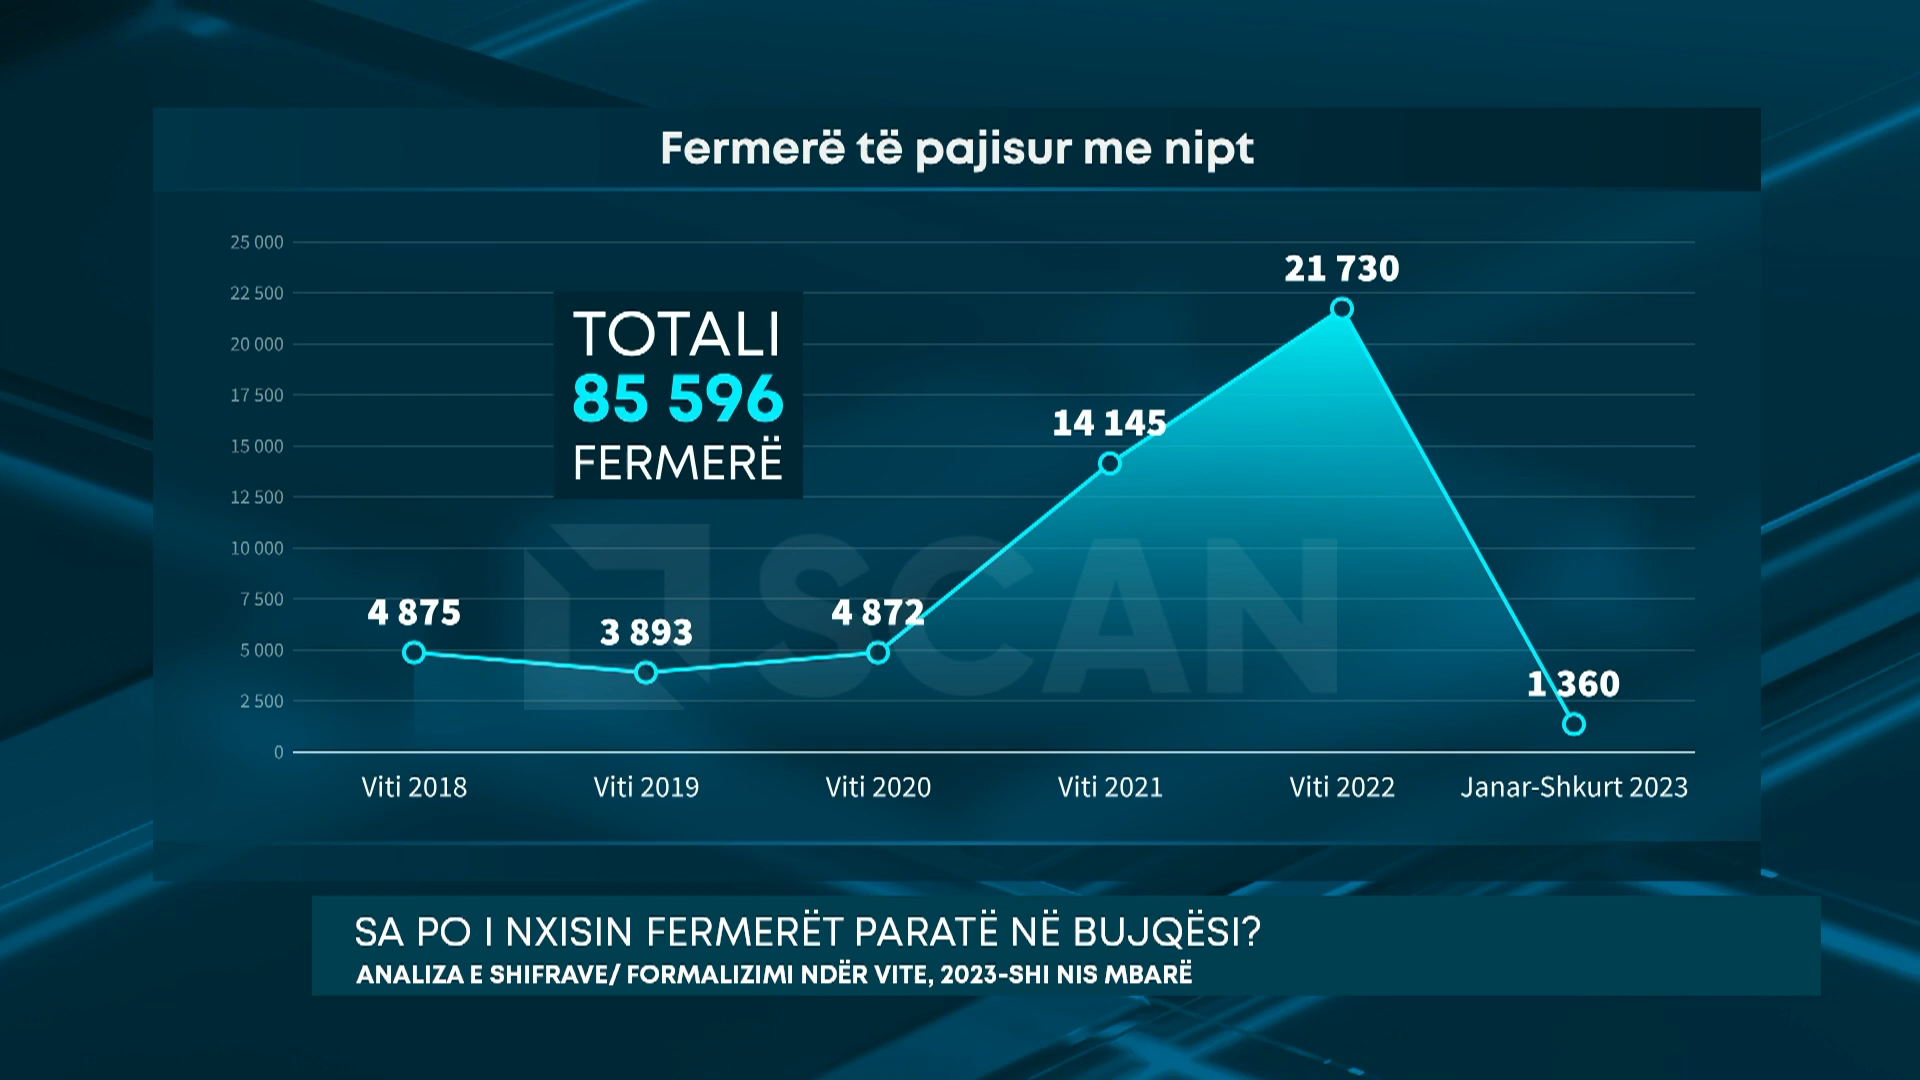 Fermerë të pajisur me nipt
25 000
22 500
20 000
17 500
15 000
12 500
10 000
7 500
5 000
2 500
0
TOTALI
85 596
FERMERË
4 875
3 893
4 872
14 145
21 730
1 360
SCAN
Viti 2018
Viti 2019
Viti 2020
Viti 2021
Viti 2022
Janar-Shkurt 2023
SA PO I NXISIN FERMERËT PARATË NË BUJQËSI?
ANALIZA E SHIFRAVE/ FORMALIZIMI NDËR VITE, 2023-SHI NIS MBARË